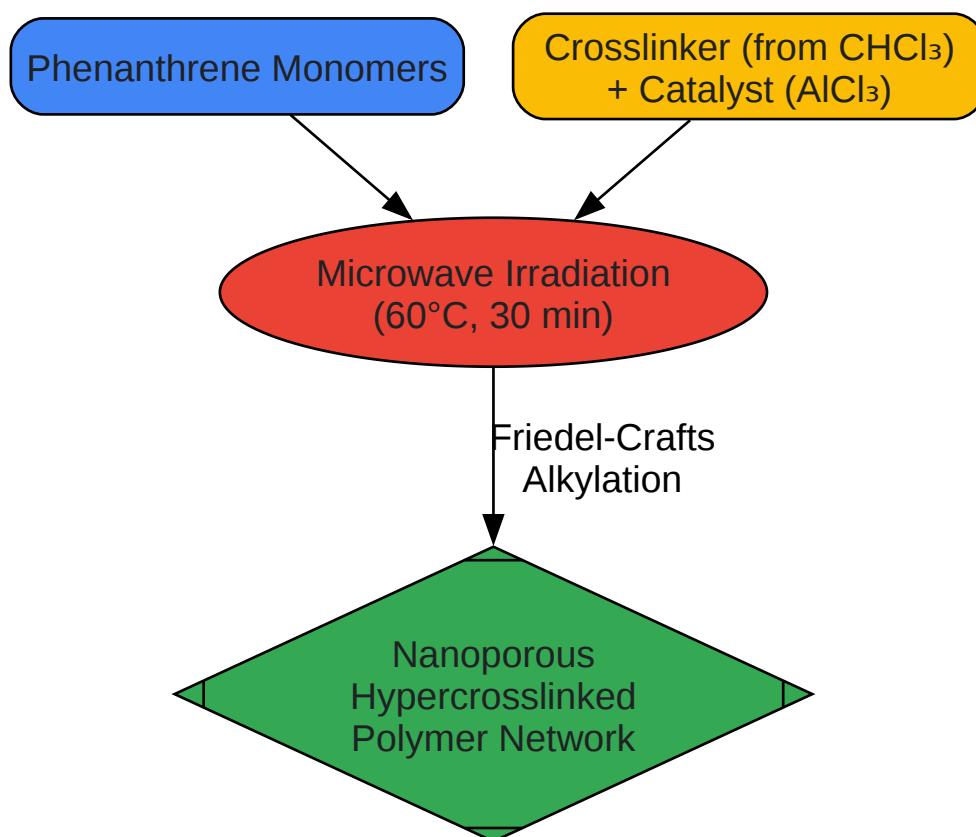 Phenanthrene Monomers
Crosslinker (from CHCl₃)
+ Catalyst (AlCl₃)
Microwave Irradiation
(60°C, 30 min)
Friedel-Crafts
Alkylation
Nanoporous
Hypercrosslinked
Polymer Network